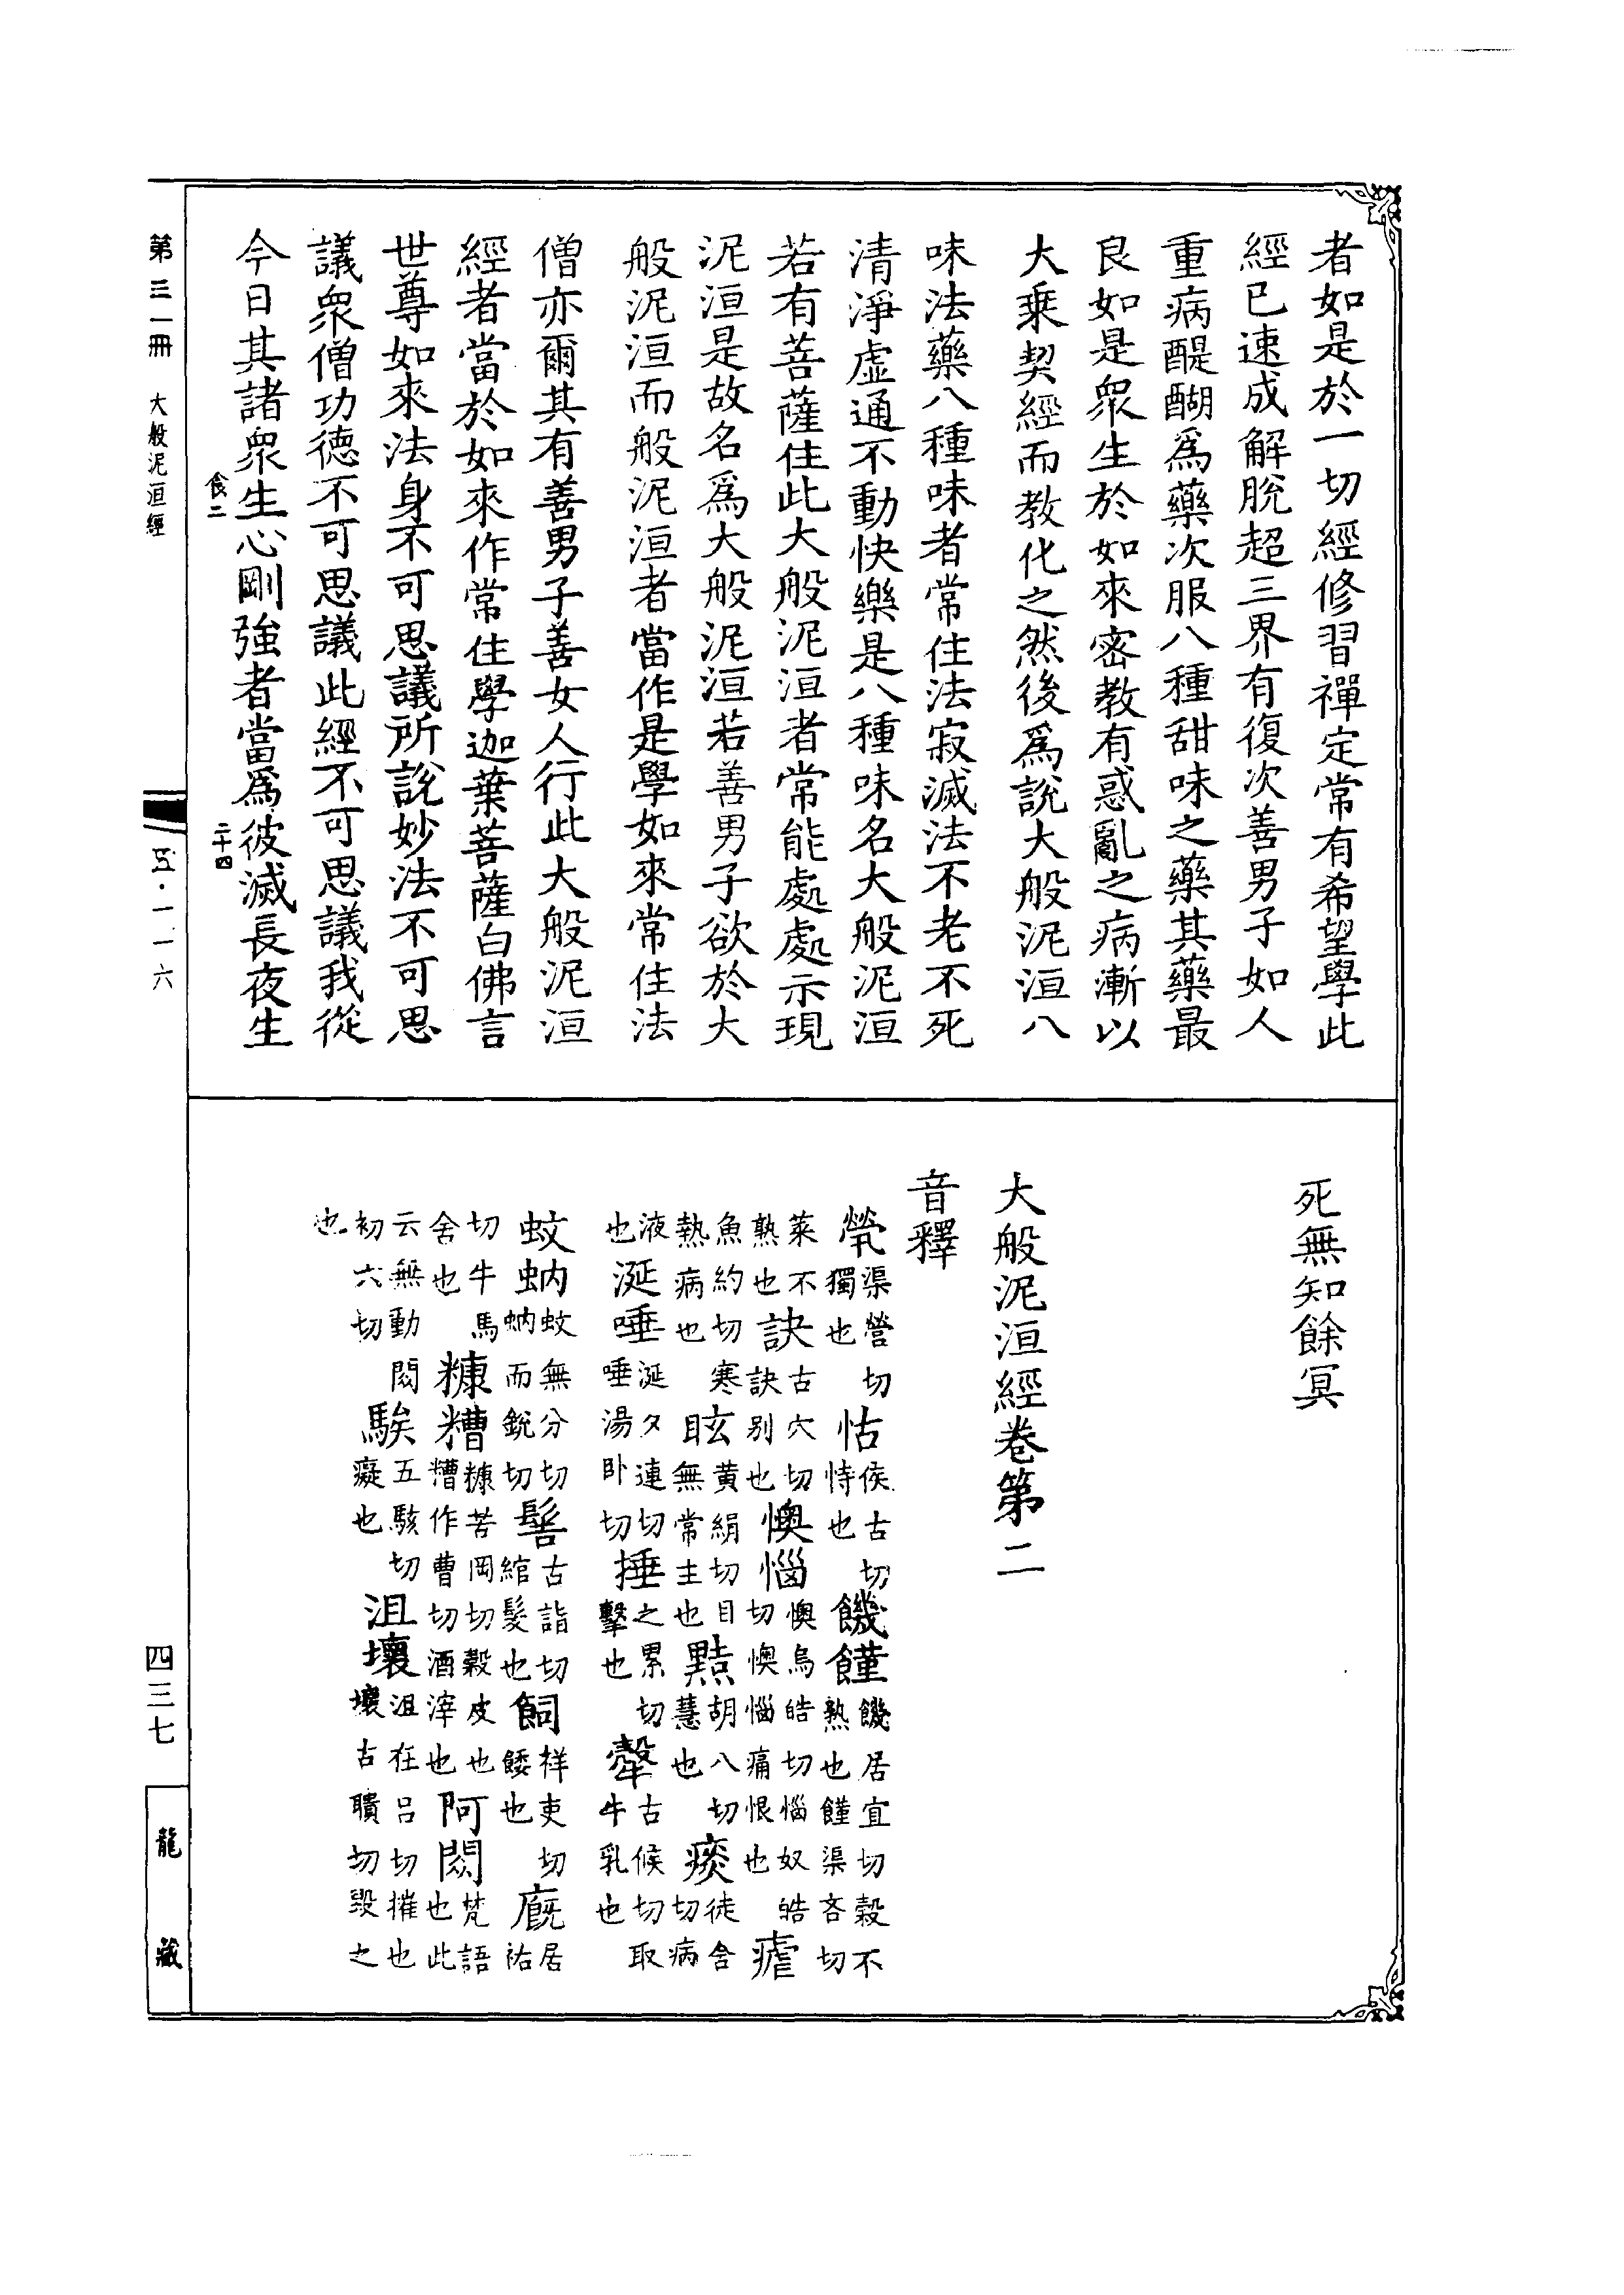 者如是於一切經修習禪定常有希望學此
經已速成解脫超三界有復次善男子如人
重病醍醐爲藥次服八種甜味之藥其藥最
良如是衆生於如來密教有惑亂之病漸以
大乘契經而教化之然後爲說大般泥洹八
味法藥八種味者常住法寂滅法不老不死
清淨虛通不動快樂是八種味名大般泥洹
若有菩薩住此大般泥洹者常能處處示現
泥洹是故名爲大般泥洹若善男子欲於大
般泥洹而般泥洹者當作是學如來常住法
僧亦爾其有善男子善女人行此大般泥洹
經者當於如來作常住學迦葉菩薩白佛言
世尊如來法身不可思議所說妙法不可思
議衆僧功德不可思議此經不可思議我從
今日其諸衆生心剛強者當爲彼滅長夜生
食二
二十四
死無知餘冥
大般泥洹經卷第二
音釋
煢渠營切獨也怙侯古切恃也饑饉饑居宜切穀不熟也饉渠吝切
菜不熟也訣古穴切訣别也懊惱懊烏皓切惱奴皓切懊惱痛恨也瘧
魚約切寒熱病也眩黄絹切目無常主也黠胡八切慧也痰徒含切病
液也涎唾涎夕連切唾湯卧切捶之累切擊也㹌古候切取牛乳也
蚊蚋蚊無分切蚋而銳切髻古詣切綰髮也飼祥吏切餧也廐居祐
切牛馬舍也糠糟糠苦岡切穀皮也糟作曹切酒滓也阿閦梵語也此
云無動閦初六切騃五駭切癡也沮壞沮在呂切摧也壞古聵切毀之
也
第三一冊 大般泥洹經
五·一一六
四三七
龍藏